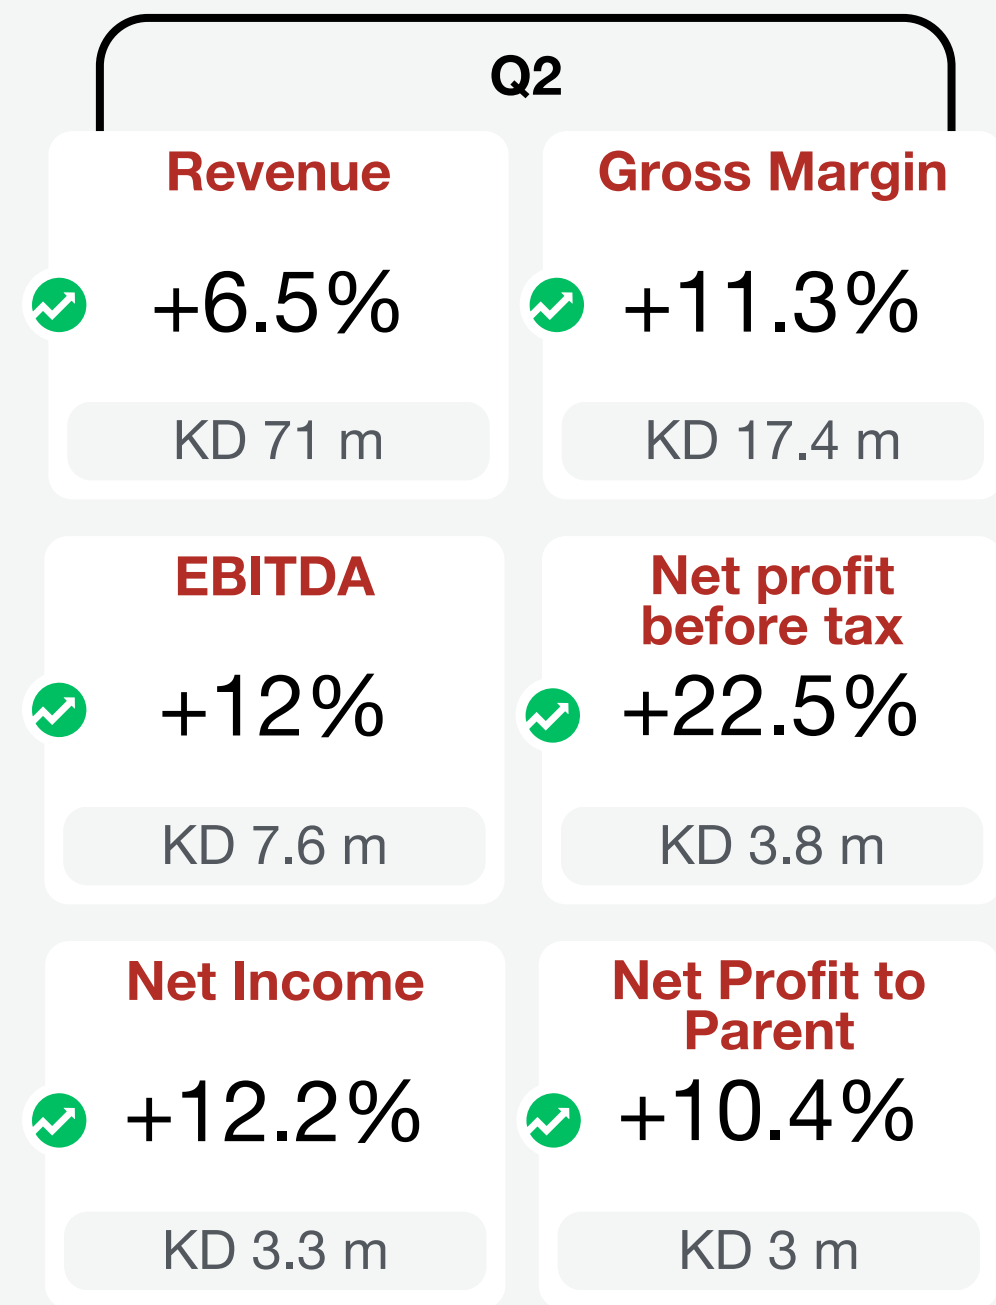 Q2
Revenue
+6.5%
KD 71 m
Gross Margin
+11.3%
KD 17.4 m
EBITDA
+12%
KD 7.6 m
Net profit
before tax
+22.5%
KD 3.8 m
Net Income
+12.2%
KD 3.3 m
Net Profit to
Parent
+10.4%
KD 3 m